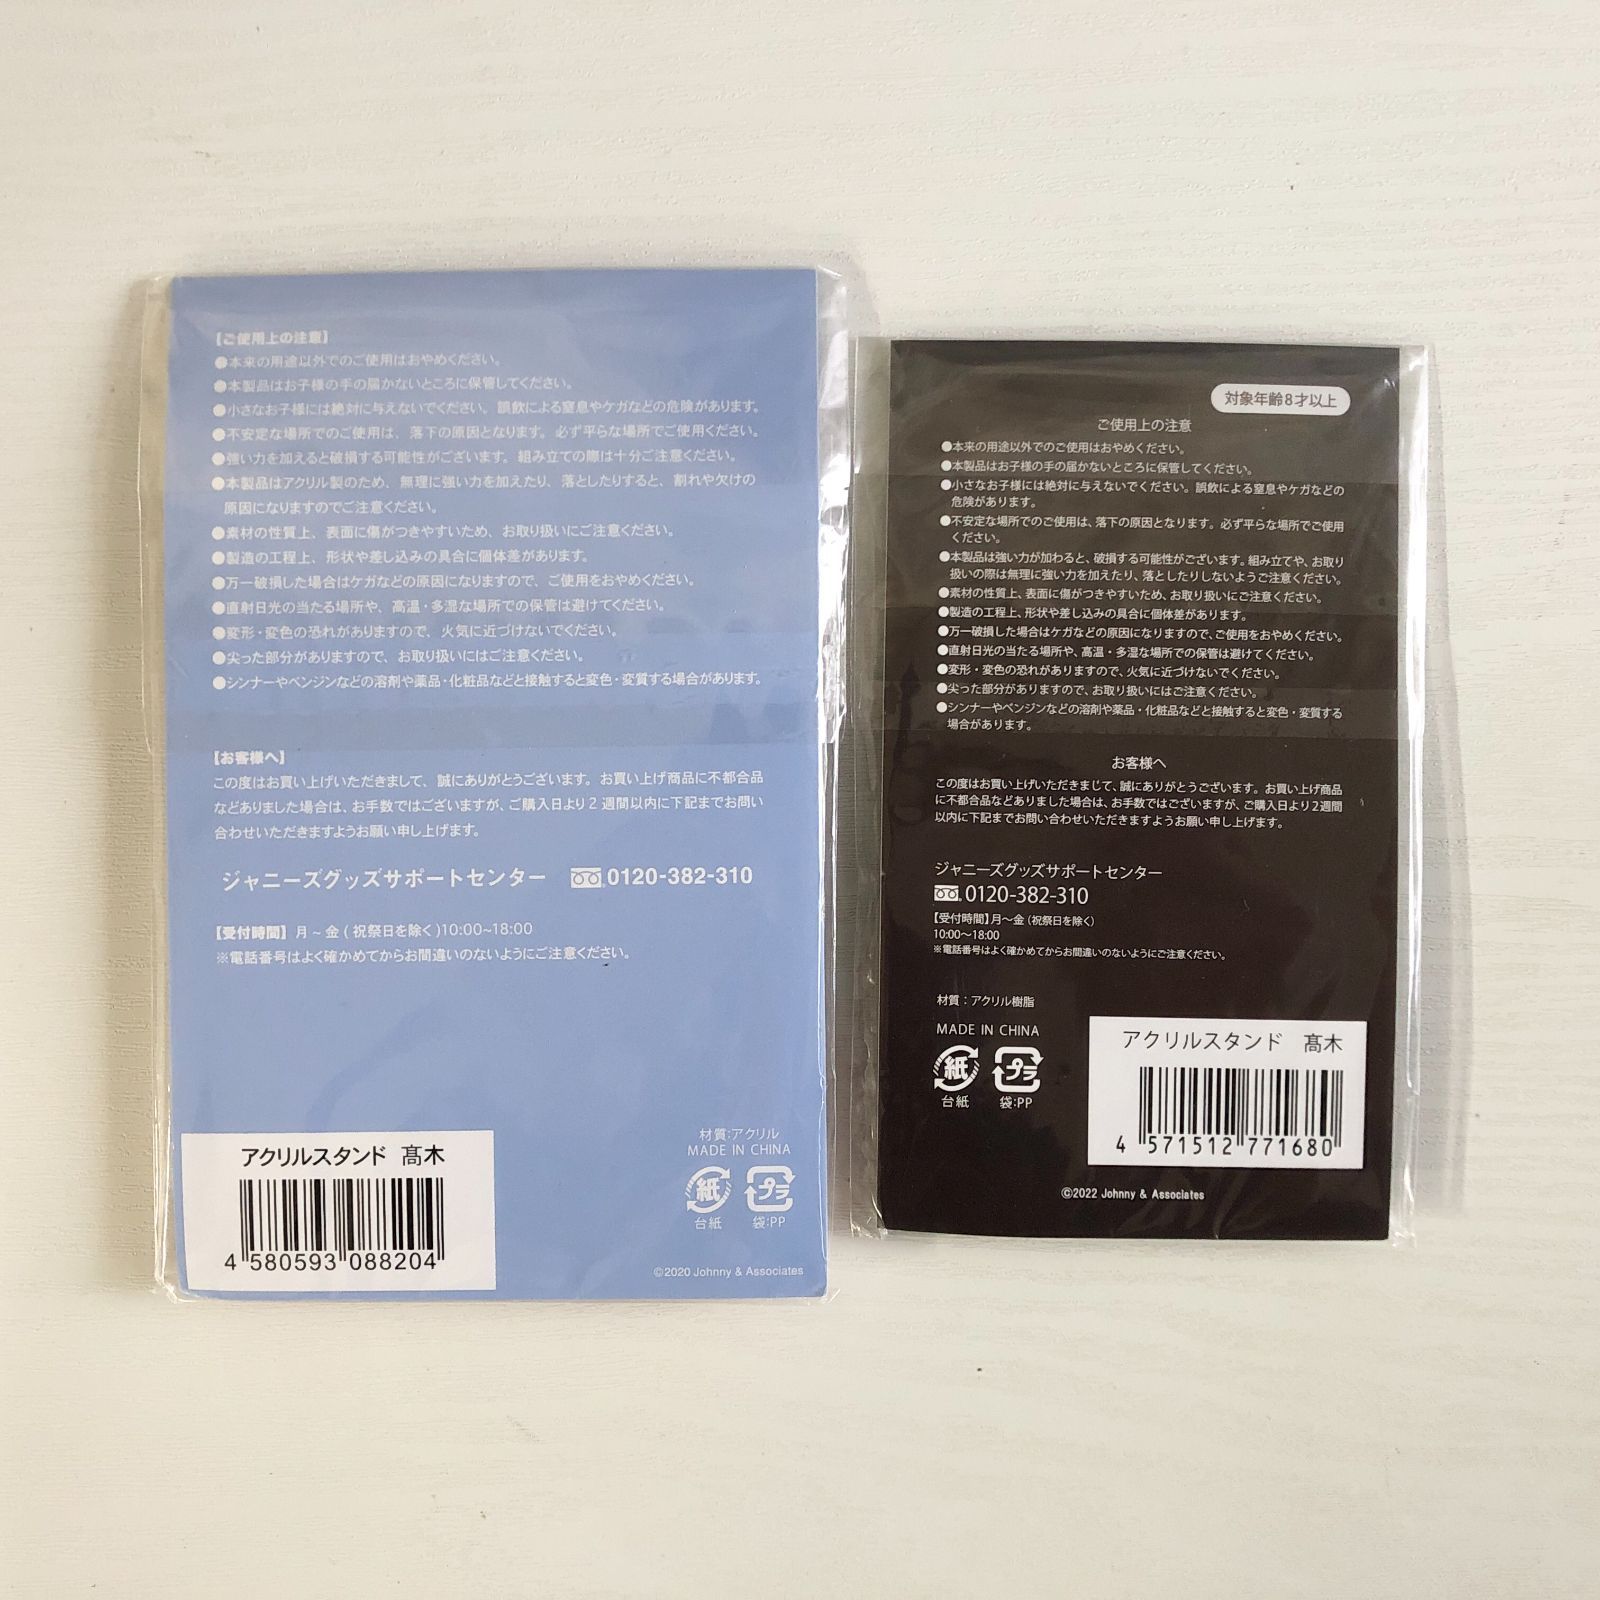 【ご使用上の注意】
●本来の用途以外でのご使用はおやめください。
●本製品はお子様の手の届かないところに保管してください。
●小さなお子様には絶対に与えないでください。誤飲による窒息やケガなどの危険があります。
●不安定な場所でのご使用は、落下の原因となります。必ず平らな場所でご使用ください。
●強い力を加えると破損する可能性がございます。組み立ての際は十分ご注意ください。
●本製品はアクリル製のため、無理に強い力を加えたり、落としたりすると、割れや欠けの
原因になりますのでご注意ください。
●素材の性質上、表面に傷がつきやすいため、お取り扱いにご注意ください。
●製造の工程上、形状や差し込みの具合に個体差があります。
●万一破損した場合はケガなどの原因になりますので、ご使用をおやめください。
●直射日光の当たる場所や、高温・多湿な場所での保管は避けてください。
●変形・変色の恐れがありますので、火気に近づけないでください。
●尖った部分がありますので、お取り扱いにはご注意ください。
●シンナーやベンジンなどの溶剤や薬品・化粧品などと接触すると変色・変質する場合があります。
【お客様へ】
この度はお買い上げいただきまして、誠にありがとうございます。お買い上げ商品に不都合品
などありました場合は、お手数ではございますが、ご購入日より2週間以内に下記までお問い
合わせいただきますようお願い申し上げます。
ジャニーズグッズサポートセンター 0120-382-310
【受付時間】月~金(祝祭日を除く)10:00~18:00
※電話番号はよく確かめてからお間違いのないようにご注意ください。
材質:アクリル
MADE IN CHINA
紙 プラ
台紙 袋:PP
アクリルスタンド 髙木
4 580593 088204
©2020 Johnny & Associates
対象年齢8才以上
ご使用上の注意
●本来の用途以外でのご使用はおやめください。
●本製品はお子様の手の届かないところに保管してください。
●小さなお子様には絶対に与えないでください。誤飲による窒息やケガなどの
危険があります。
●不安定な場所でのご使用は、落下の原因となります。必ず平らな場所でご使用
ください。
●本製品は強い力が加わると、破損する可能性がございます。組み立てや、お取り
扱いの際は無理に強い力を加えたり、落としたりしないようご注意ください。
●素材の性質上、表面に傷がつきやすいため、お取り扱いにご注意ください。
●製造の工程上、形状や差し込みの具合に個体差があります。
●万一破損した場合はケガなどの原因になりますので、ご使用をおやめください。
●直射日光の当たる場所や、高温・多湿な場所での保管は避けてください。
●変形・変色の恐れがありますので、火気に近づけないでください。
●尖った部分がありますので、お取り扱いにはご注意ください。
●シンナーやベンジンなどの溶剤や薬品・化粧品などと接触すると変色・変質する
場合があります。
お客様へ
この度はお買い上げいただきまして、誠にありがとうございます。お買い上げ商品
に不都合品などありました場合は、お手数ではございますが、ご購入日より2週間
以内に下記までお問い合わせいただきますようお願い申し上げます。
ジャニーズグッズサポートセンター
0120-382-310
【受付時間】月～金(祝祭日を除く)
10:00～18:00
※電話番号はよく確かめてからお間違いのないようにご注意ください。
材質：アクリル樹脂
MADE IN CHINA
紙 プラ
台紙 袋:PP
アクリルスタンド 髙木
4 571512 771680
©2022 Johnny & Associates